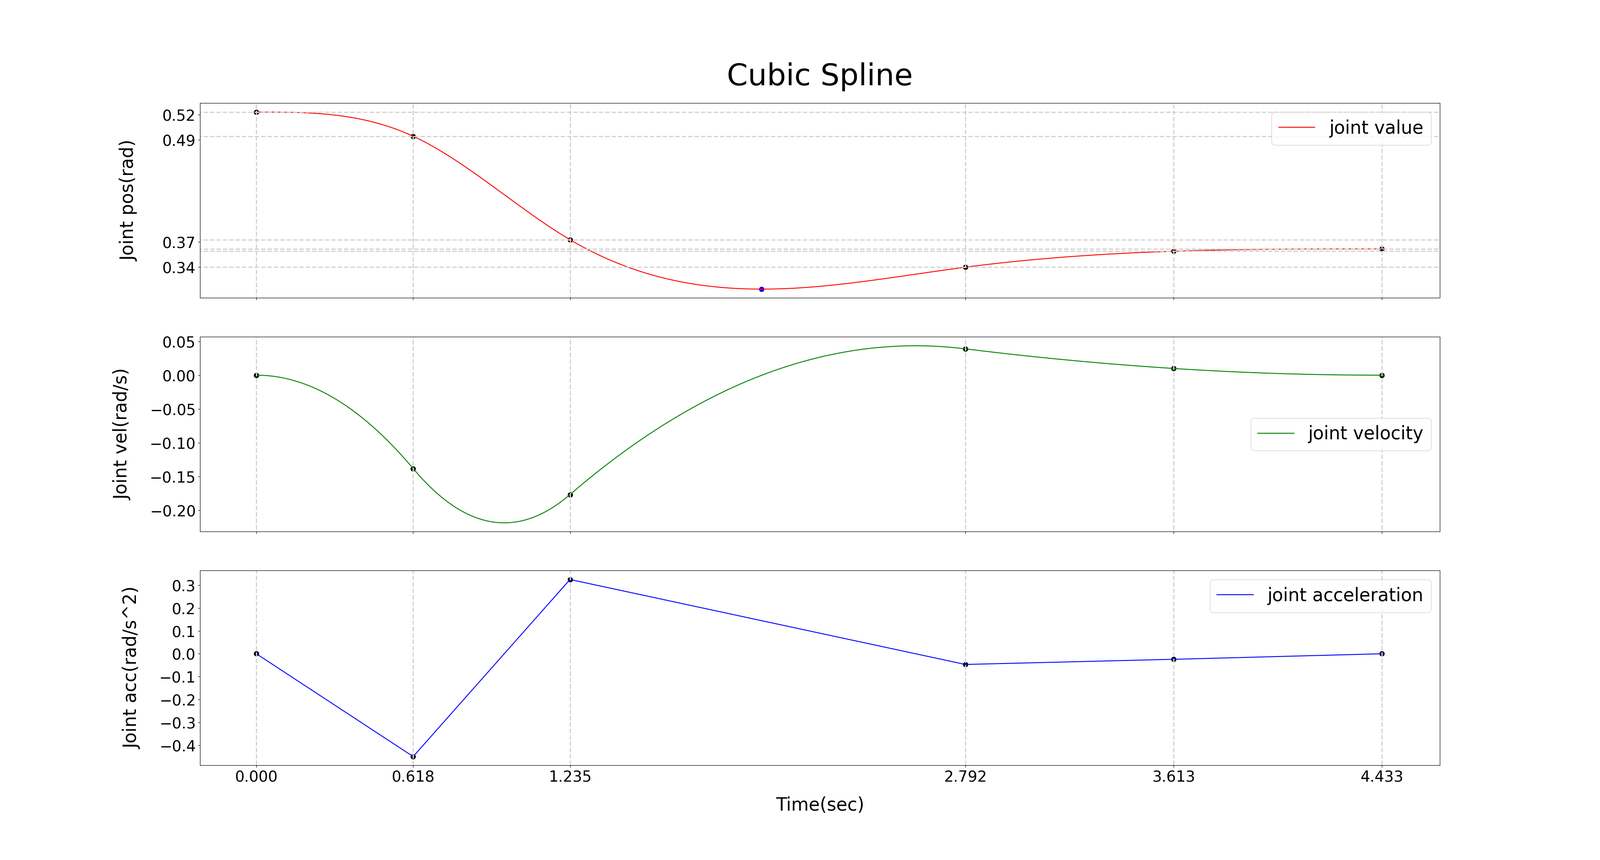 Cubic Spline
Joint pos(rad)
0.52
0.49
0.37
0.34
joint value
Joint vel(rad/s)
0.05
0.00
−0.05
−0.10
−0.15
−0.20
joint velocity
Joint acc(rad/s^2)
0.3
0.2
0.1
0.0
−0.1
−0.2
−0.3
−0.4
joint acceleration
0.000 0.618 1.235 2.792 3.613 4.433
Time(sec)